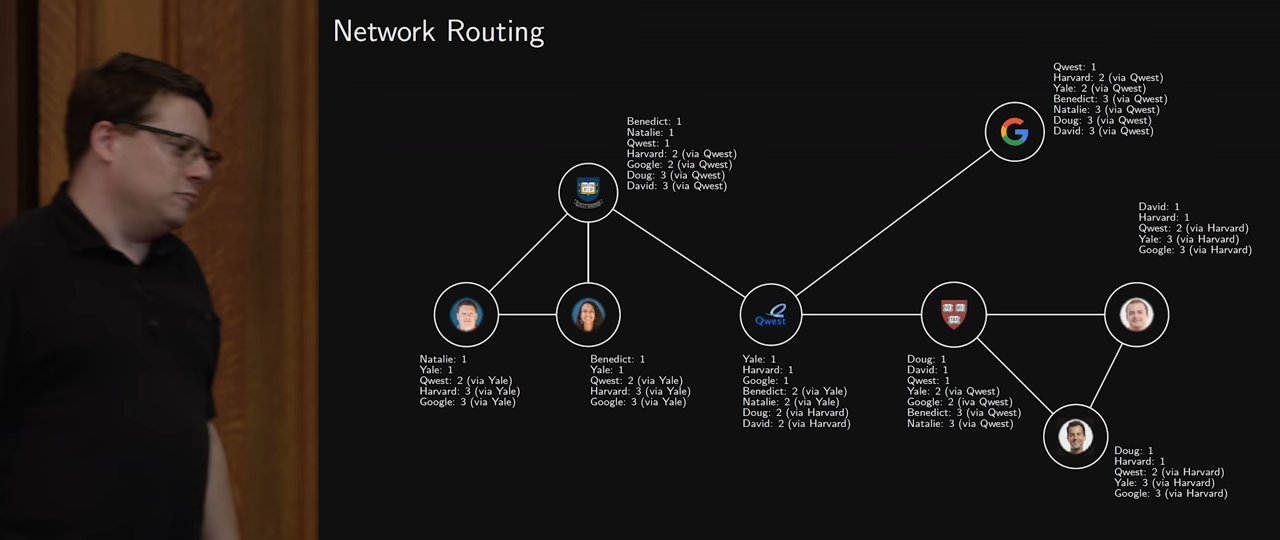 Network Routing
Qwest: 1
Harvard: 2 (via Qwest)
Yale: 2 (via Qwest)
Benedict: 3 (via Qwest)
Natalie: 3 (via Qwest)
Doug: 3 (via Qwest)
David: 3 (via Qwest)
Benedict: 1
Natalie: 1
Qwest: 1
Harvard: 2 (via Qwest)
Google: 2 (via Qwest)
Doug: 3 (via Qwest)
David: 3 (via Qwest)
David: 1
Harvard: 1
Qwest: 2 (via Harvard)
Yale: 3 (via Harvard)
Google: 3 (via Harvard)
Qwest
Natalie: 1
Yale: 1
Qwest: 2 (via Yale)
Harvard: 3 (via Yale)
Google: 3 (via Yale)
Benedict: 1
Yale: 1
Qwest: 2 (via Yale)
Harvard: 3 (via Yale)
Google: 3 (via Yale)
Yale: 1
Harvard: 1
Google: 1
Benedict: 2 (via Yale)
Natalie: 2 (via Yale)
Doug: 2 (via Harvard)
David: 2 (via Harvard)
Doug: 1
David: 1
Qwest: 1
Yale: 2 (via Qwest)
Google: 2 (iva Qwest)
Benedict: 3 (via Qwest)
Natalie: 3 (via Qwest)
Doug: 1
Harvard: 1
Qwest: 2 (via Harvard)
Yale: 3 (via Harvard)
Google: 3 (via Harvard)